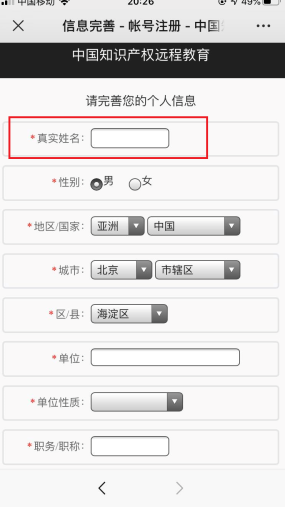 中国移动 20:26 49%
信息完善 - 帐号注册 - 中国
中国知识产权远程教育
请完善您的个人信息
*真实姓名:
*性别: 男 女
*地区/国家: 亚洲 中国
*城市: 北京 市辖区
*区/县: 海淀区
*单位:
*单位性质:
*职务/职称: